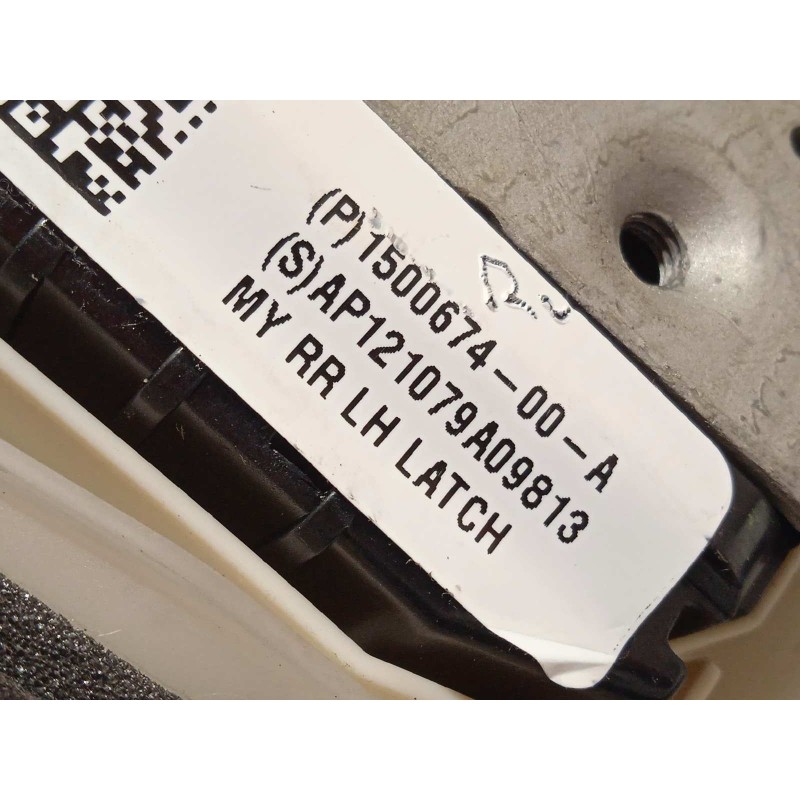 (P)1500674-00-A
(S)AP121079A09813
MY RR LH LATCH